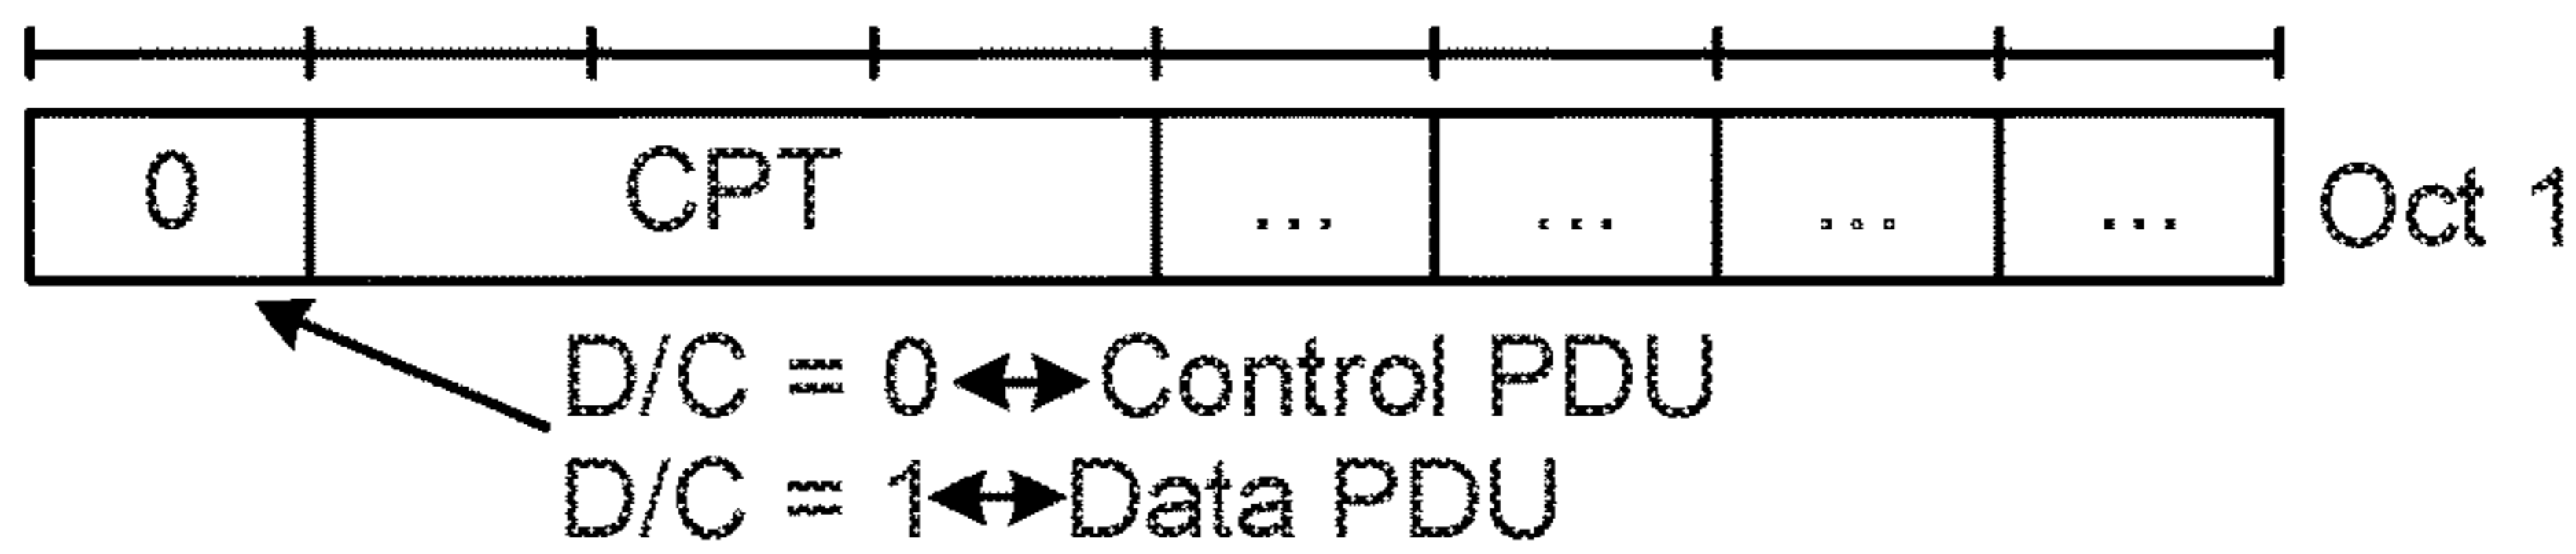 0 CPT ... ... ... ... Oct 1
D/C = 0 ↔ Control PDU
D/C = 1 ↔ Data PDU